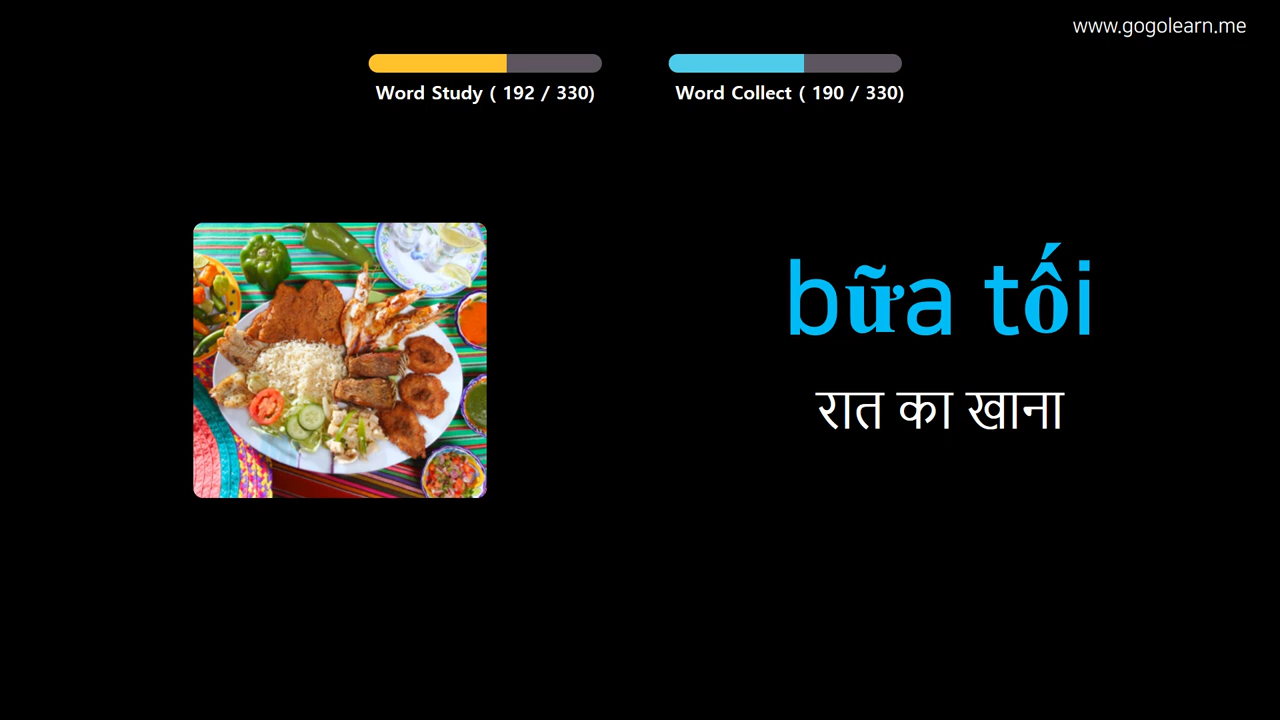 www.gogolearn.me
Word Study ( 192 / 330)
Word Collect ( 190 / 330)
bữa tối
रात का खाना